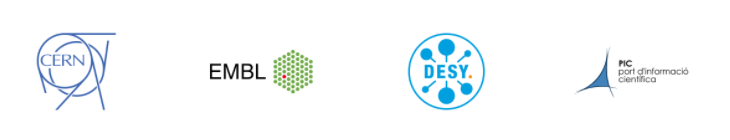 CERN
EMBL
DESY.
PIC
port d'informació
científica